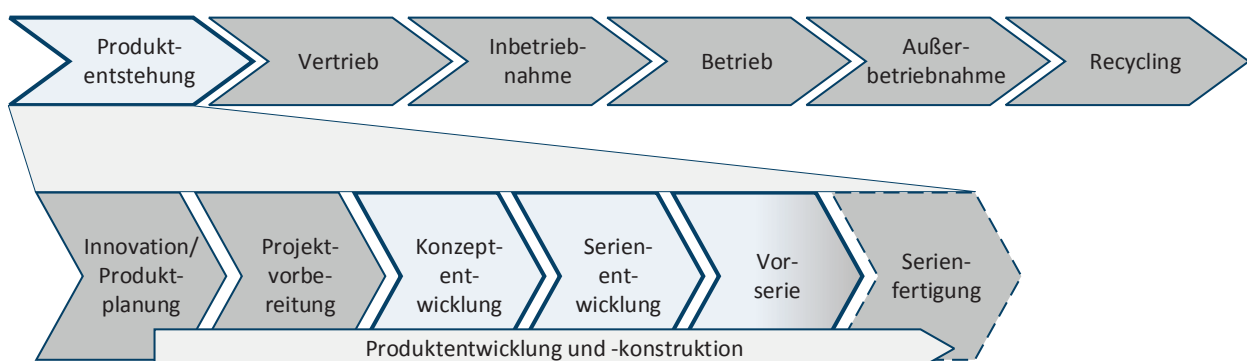 Produkt-
entstehung
Vertrieb
Inbetrieb-
nahme
Betrieb
Außer-
betriebnahme
Recycling
Innovation/
Produkt-
planung
Projekt-
vorbe-
reitung
Konzept-
ent-
wicklung
Serien-
ent-
wicklung
Vor-
serie
Serien-
fertigung
Produktentwicklung und -konstruktion